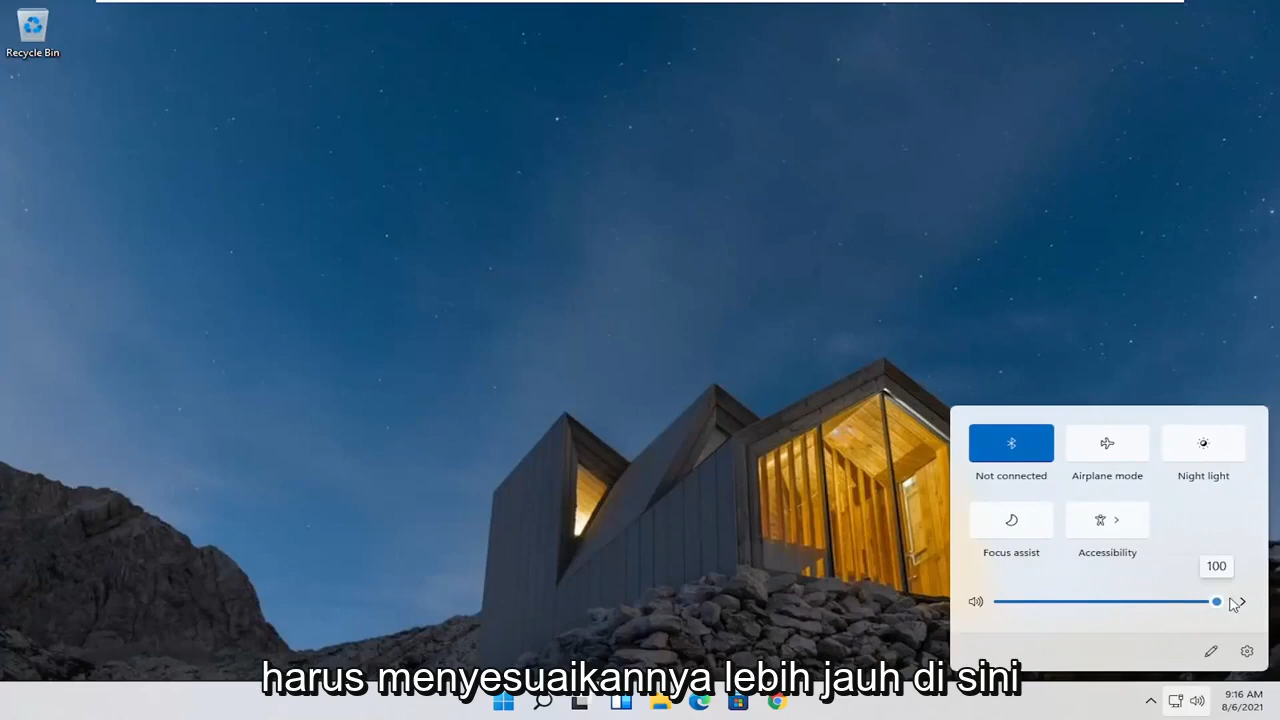 Recycle Bin
Not connected
Airplane mode
Night light
Focus assist
Accessibility
100
harus menyesuaikannya lebih jauh di sini
9:16 AM
8/6/2021